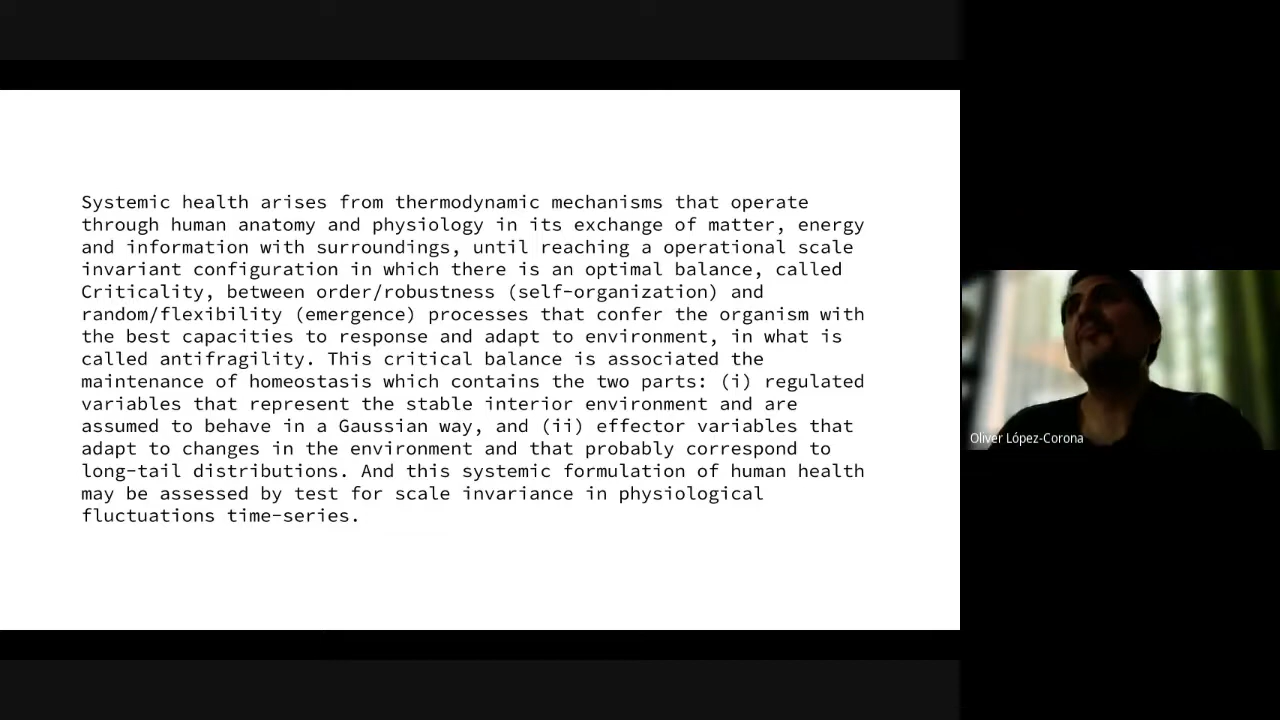 Systemic health arises from thermodynamic mechanisms that operate
through human anatomy and physiology in its exchange of matter, energy
and information with surroundings, until reaching a operational scale
invariant configuration in which there is an optimal balance, called
Criticality, between order/robustness (self-organization) and
random/flexibility (emergence) processes that confer the organism with
the best capacities to response and adapt to environment, in what is
called antifragility. This critical balance is associated the
maintenance of homeostasis which contains the two parts: (i) regulated
variables that represent the stable interior environment and are
assumed to behave in a Gaussian way, and (ii) effector variables that
adapt to changes in the environment and that probably correspond to
long-tail distributions. And this systemic formulation of human health
may be assessed by test for scale invariance in physiological
fluctuations time-series.
Oliver López-Corona